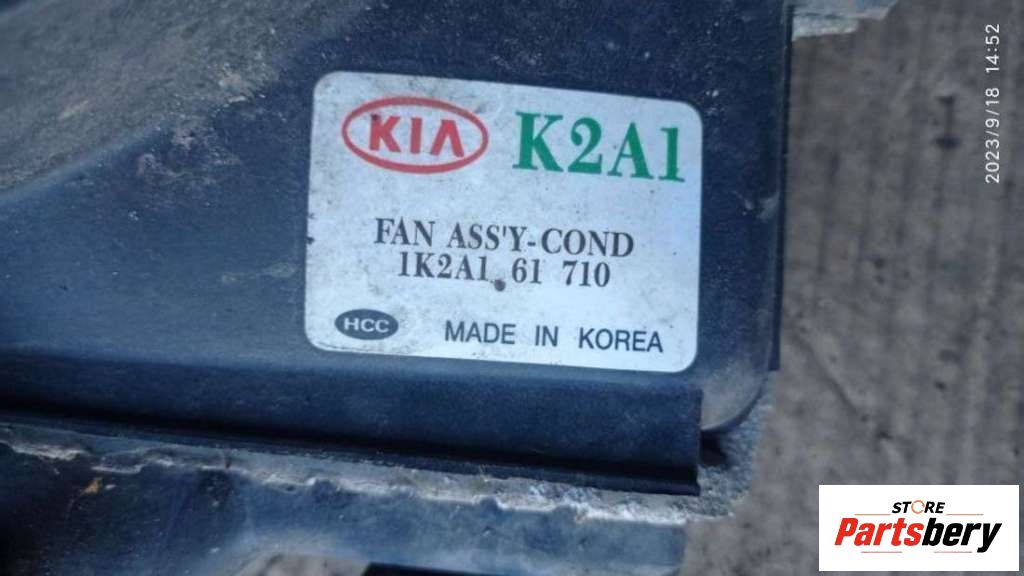 KIA K2A1
FAN ASS'Y-COND
1K2A1 61 710
HCC MADE IN KOREA
2023/9/18 14:52
STORE
Partsbery